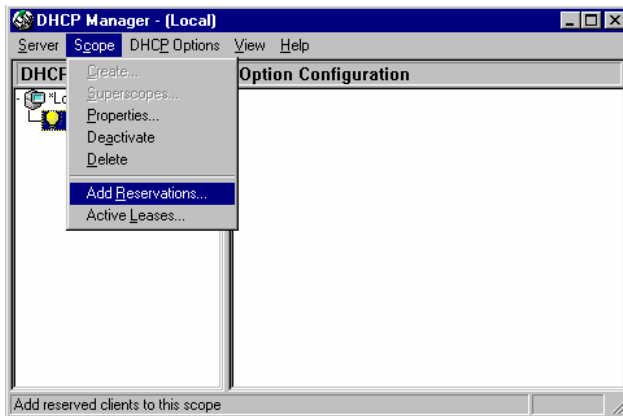 DHCP Manager - (Local)
Server Scope DHCP Options View Help
DHCP Option Configuration
Create...
Superscopes...
Properties...
Deactivate
Delete
Add Reservations...
Active Leases...
Add reserved clients to this scope